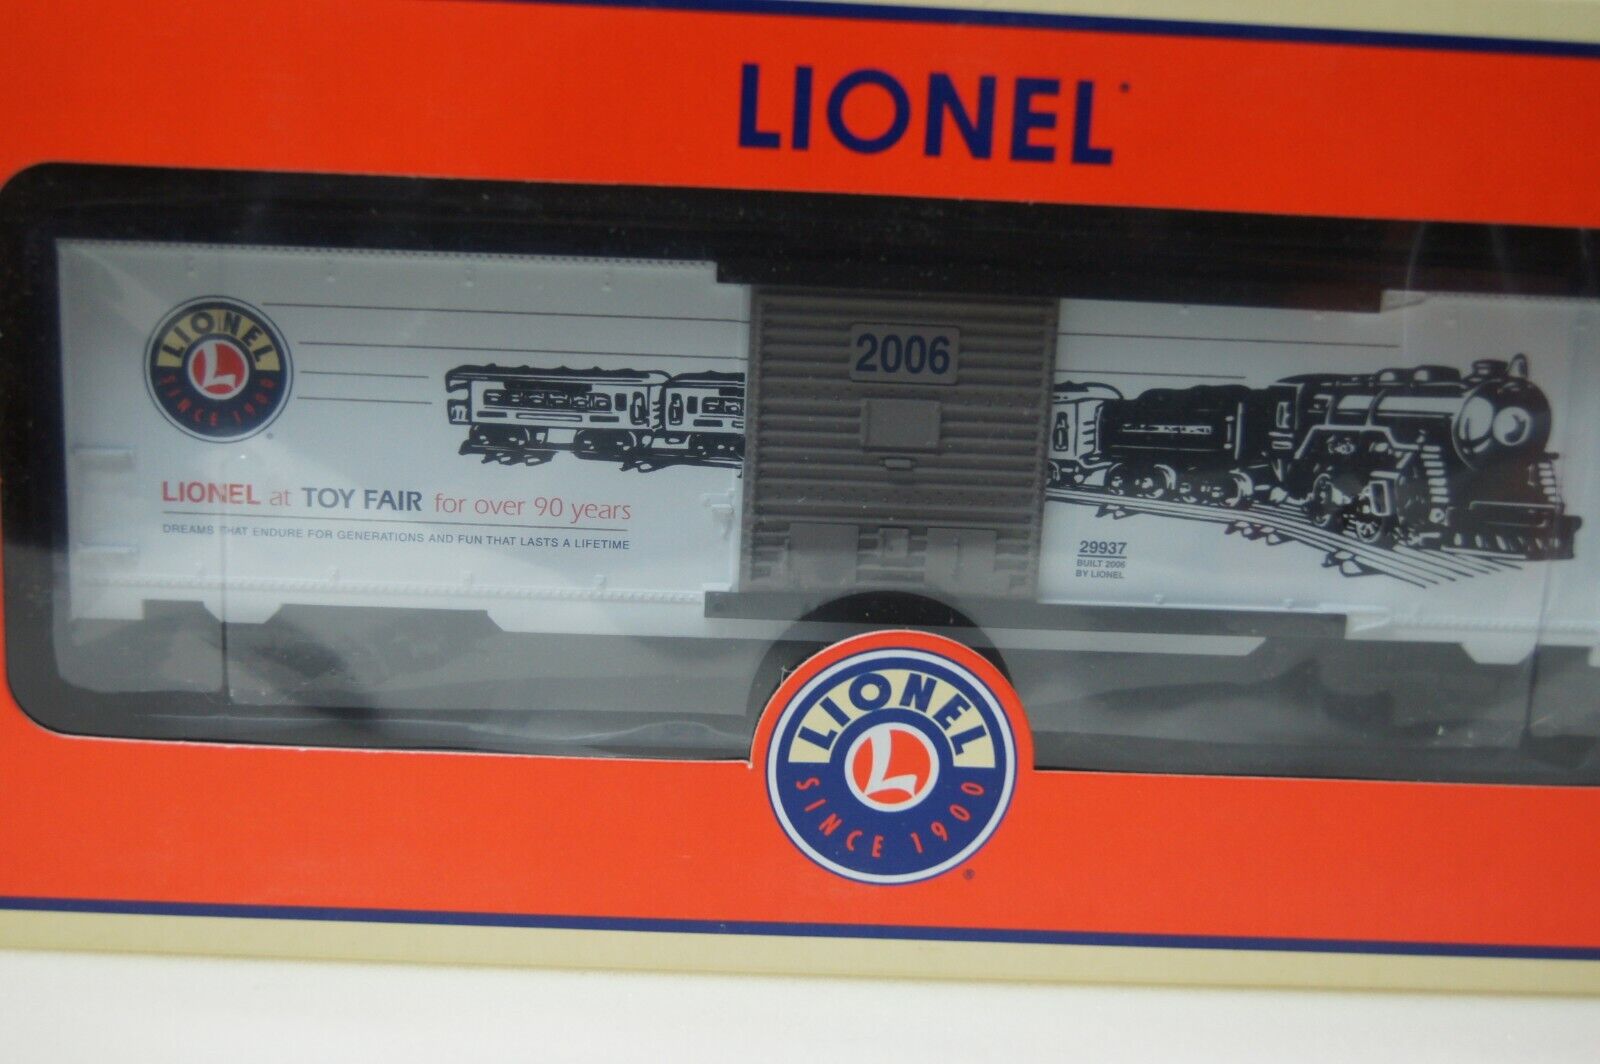 LIONEL
LIONEL
SINCE 1900
®
2006
LIONEL at TOY FAIR for over 90 years
DREAMS THAT ENDURE FOR GENERATIONS AND FUN THAT LASTS A LIFETIME
29937
BUILT 2006
BY LIONEL
LIONEL
L
SINCE 1900
®